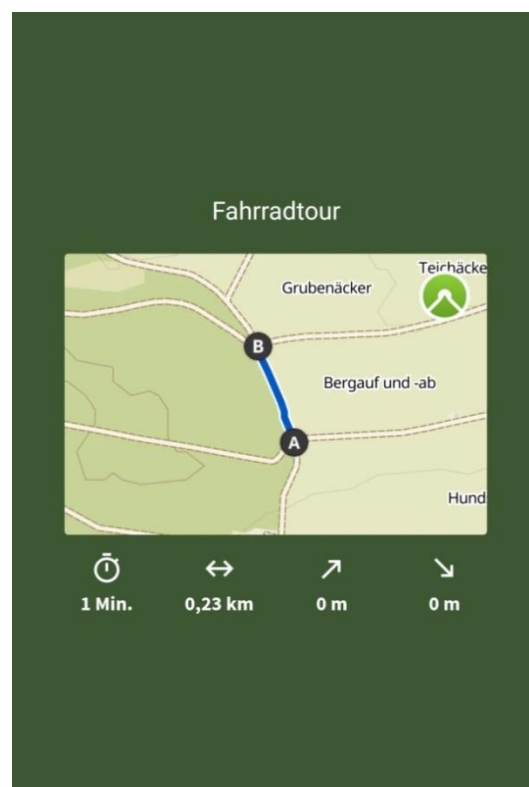 Fahrradtour
Teichäcke
Grubenäcker
B
Bergauf und -ab
A
Hund
1 Min.
0,23 km
0 m
0 m